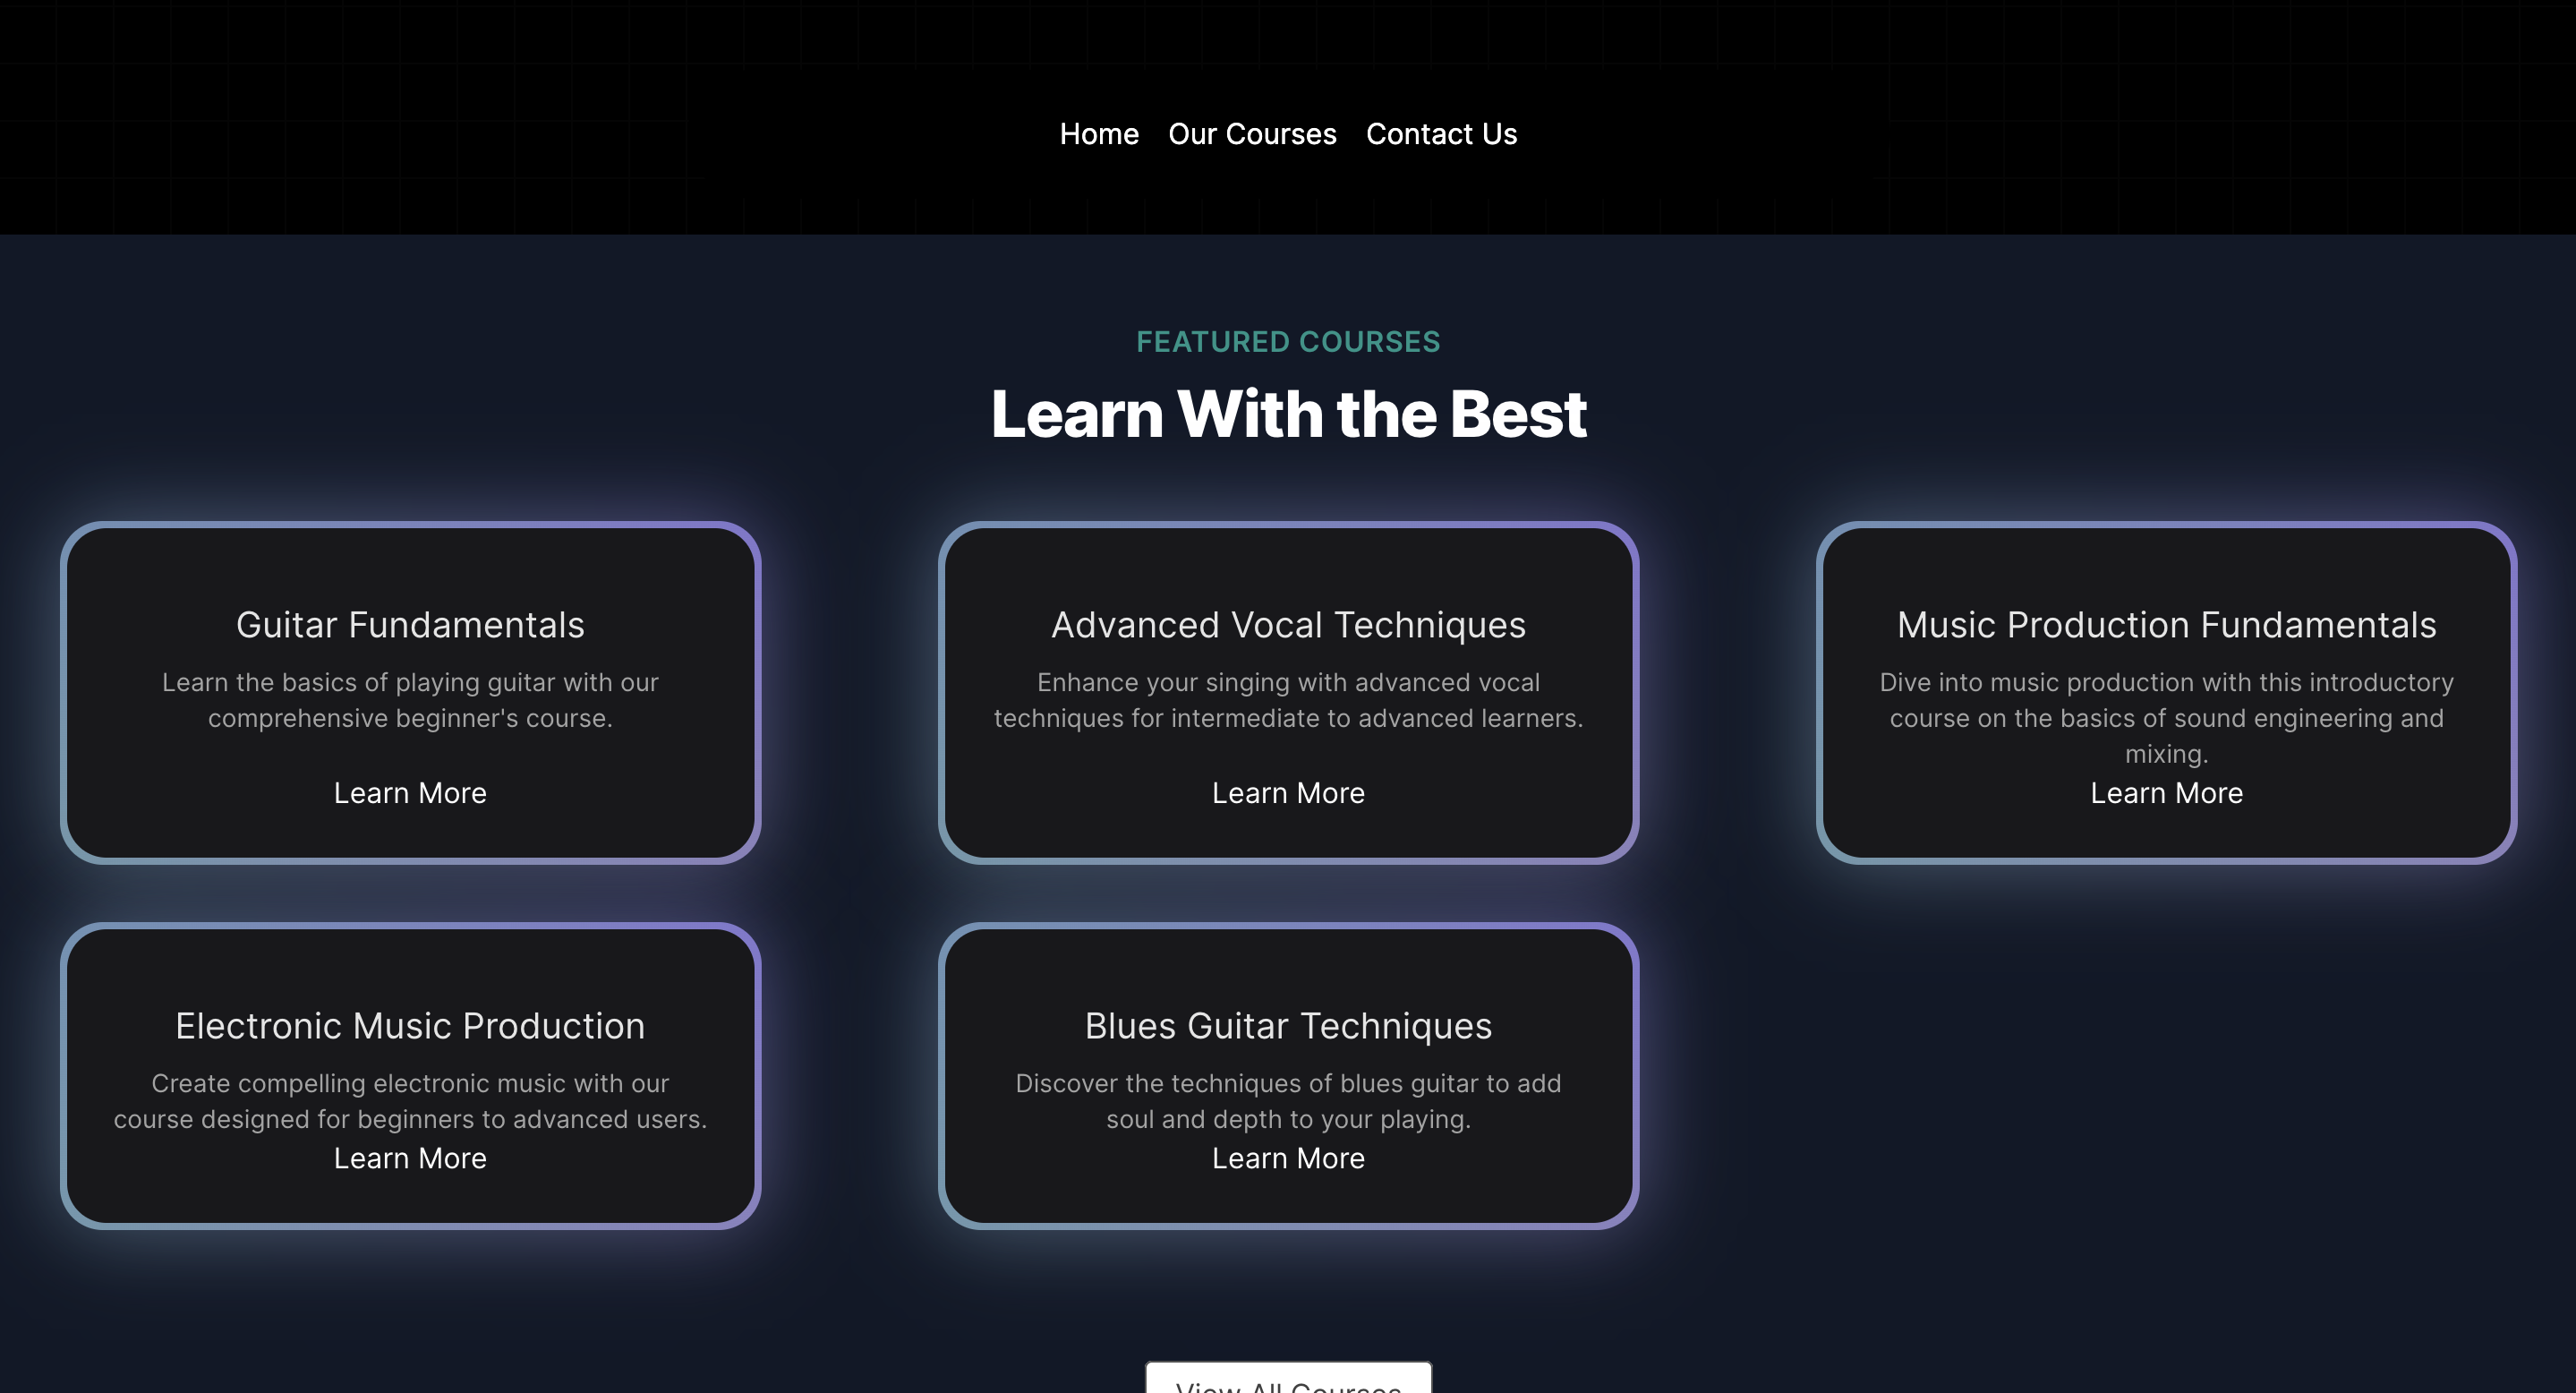 Home Our Courses Contact Us
FEATURED COURSES
Learn With the Best
Guitar Fundamentals
Learn the basics of playing guitar with our
comprehensive beginner's course.
Learn More
Advanced Vocal Techniques
Enhance your singing with advanced vocal
techniques for intermediate to advanced learners.
Learn More
Music Production Fundamentals
Dive into music production with this introductory
course on the basics of sound engineering and
mixing.
Learn More
Electronic Music Production
Create compelling electronic music with our
course designed for beginners to advanced users.
Learn More
Blues Guitar Techniques
Discover the techniques of blues guitar to add
soul and depth to your playing.
Learn More
View All Courses